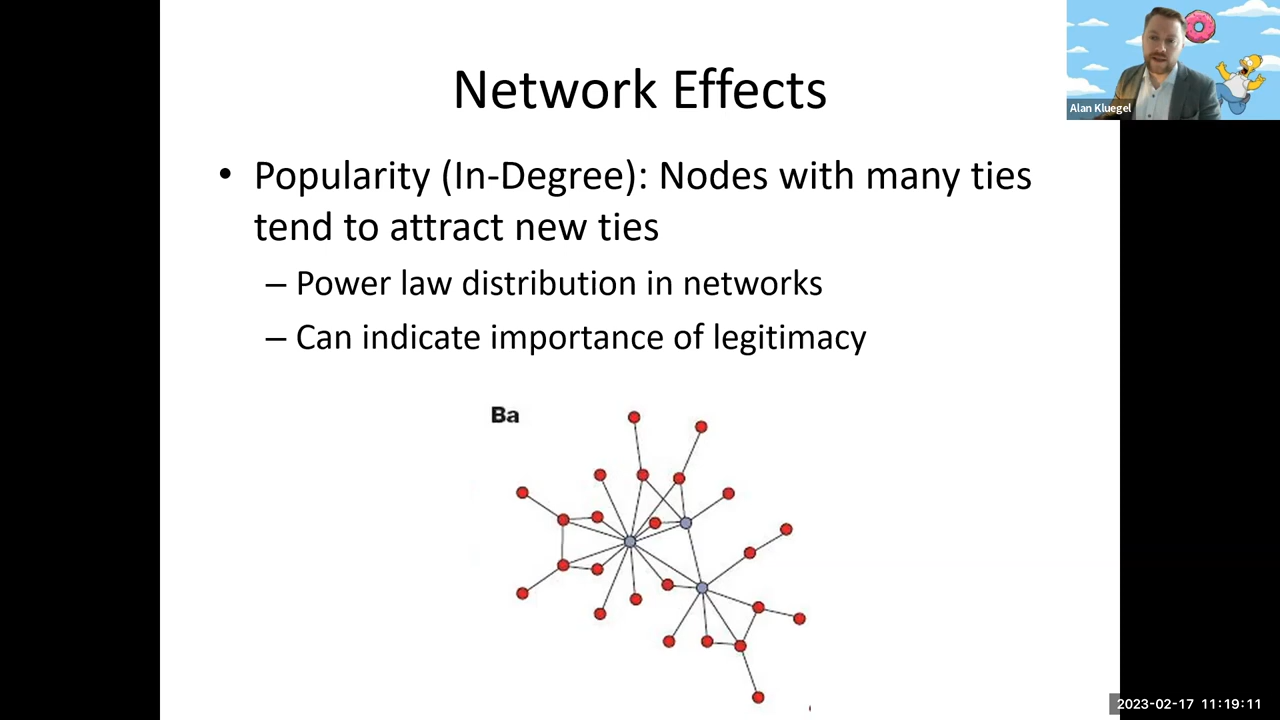 Network Effects
Alan Kluegel
• Popularity (In-Degree): Nodes with many ties
tend to attract new ties
– Power law distribution in networks
– Can indicate importance of legitimacy
Ba
2023-02-17 11:19:11